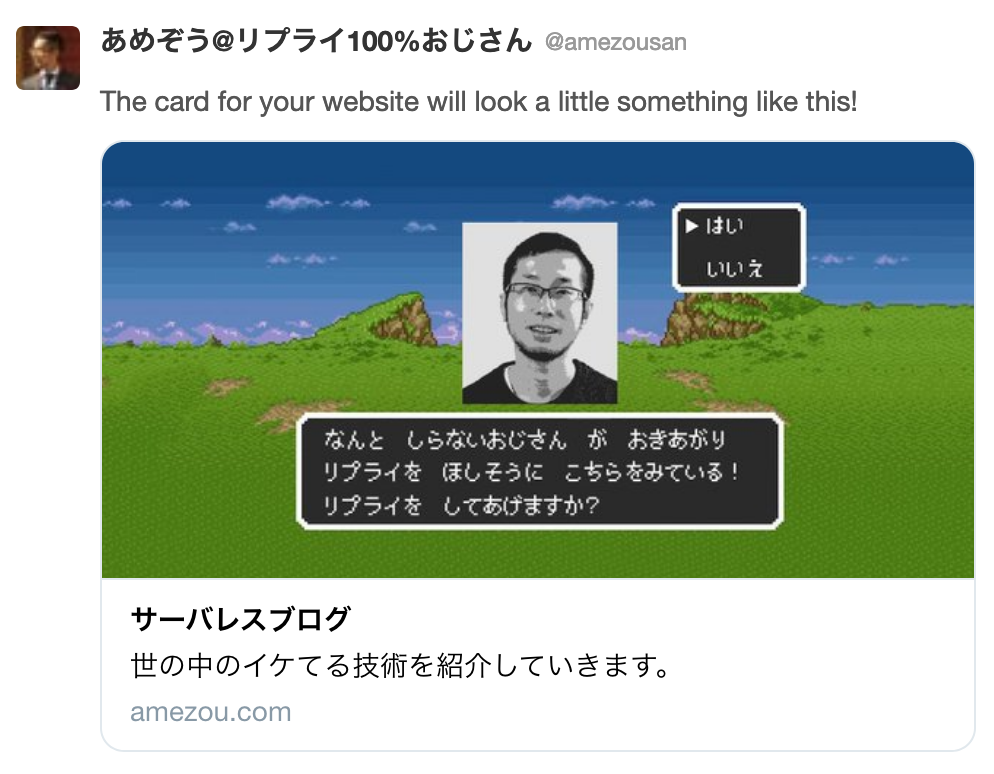 あめぞう@リプライ100%おじさん @amezousan
The card for your website will look a little something like this!
▶はい
いいえ
なんと しらないおじさん が おきあがり
リプライを ほしそうに こちらをみている！
リプライを してあげますか?
サーバレスブログ
世の中のイケてる技術を紹介していきます。
amezou.com